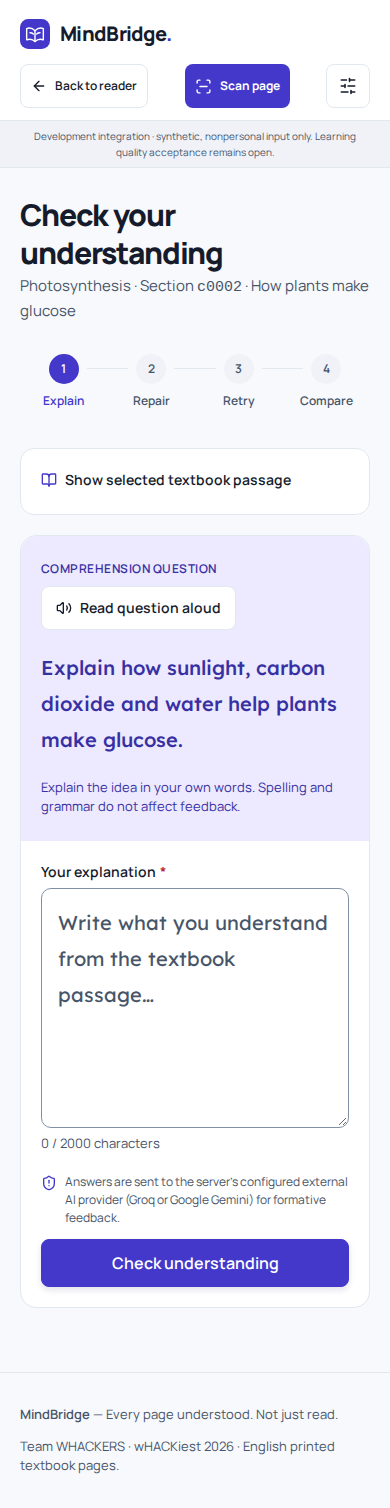 MindBridge.
Back to reader
Scan page
Development integration · synthetic, nonpersonal input only. Learning
quality acceptance remains open.
Check your
understanding
Photosynthesis · Section c0002 · How plants make
glucose
1 2 3 4
Explain Repair Retry Compare
Show selected textbook passage
COMPREHENSION QUESTION
Read question aloud
Explain how sunlight, carbon
dioxide and water help plants
make glucose.
Explain the idea in your own words. Spelling and
grammar do not affect feedback.
Your explanation *
Write what you understand
from the textbook
passage…
0 / 2000 characters
Answers are sent to the server's configured external
AI provider (Groq or Google Gemini) for formative
feedback.
Check understanding
MindBridge — Every page understood. Not just read.
Team WHACKERS · wHACKiest 2026 · English printed
textbook pages.